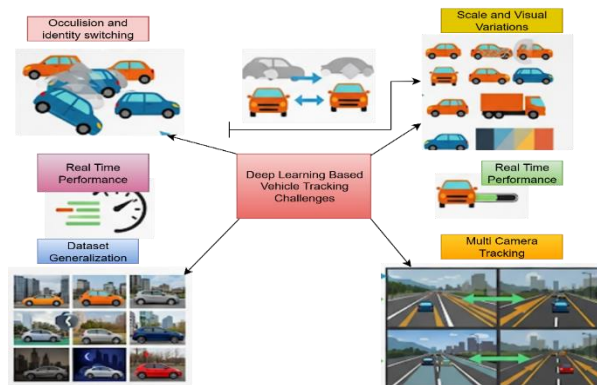 Occulision and
identity switching
Scale and Visual
Variations
Real Time
Performance
Deep Learning Based
Vehicle Tracking
Challenges
Real Time
Performance
Dataset
Generalization
Multi Camera
Tracking